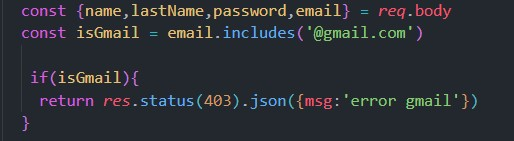 const {name,lastName,password,email} = req.body
const isGmail = email.includes('@gmail.com')
if(isGmail){
return res.status(403).json({msg:'error gmail'})
}